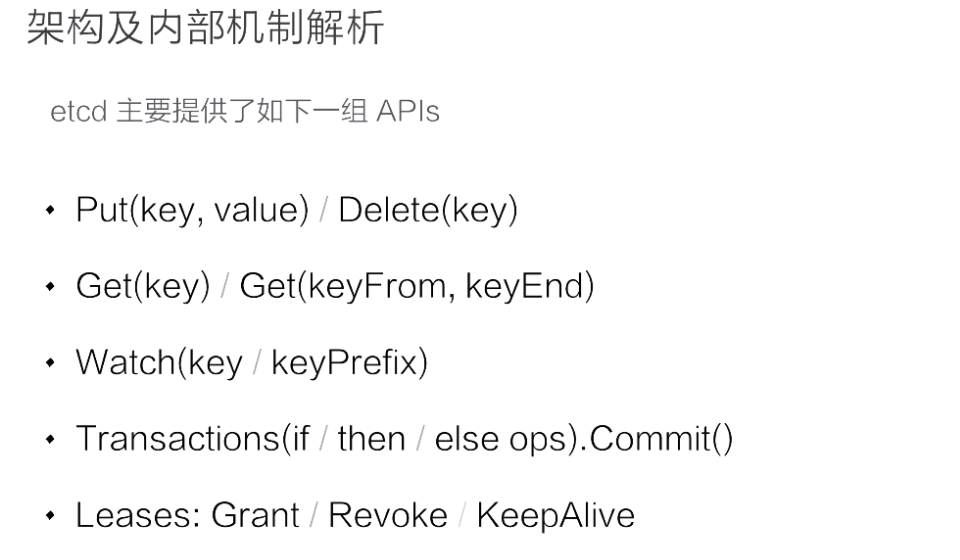 架构及内部机制解析
etcd 主要提供了如下一组 APIs
• Put(key, value) / Delete(key)
• Get(key) / Get(keyFrom, keyEnd)
• Watch(key / keyPrefix)
• Transactions(if / then / else ops).Commit()
• Leases: Grant / Revoke / KeepAlive